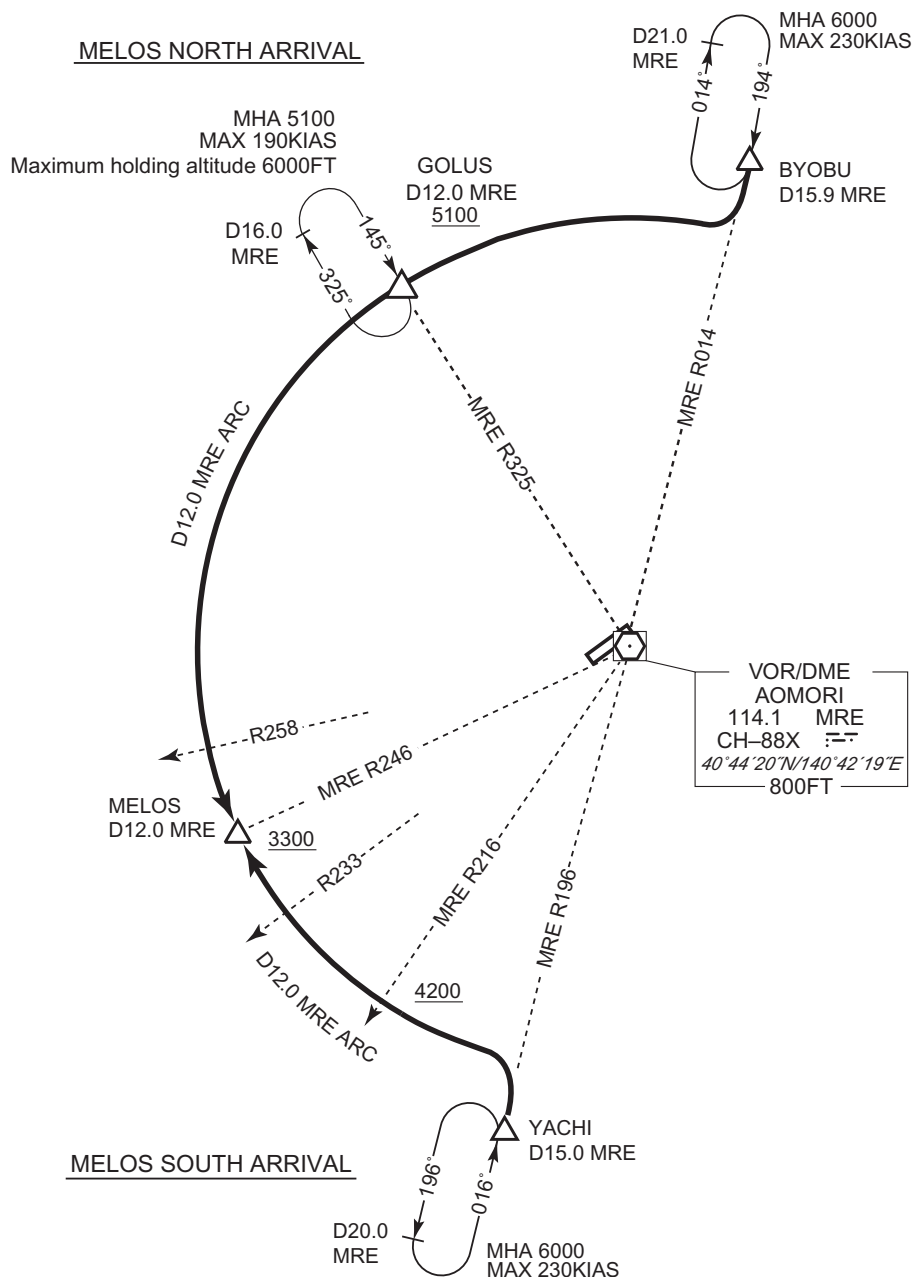 MELOS NORTH ARRIVAL
MHA 6000
MAX 230KIAS
D21.0
MRE
014°
194°
BYOBU
D15.9 MRE
MHA 5100
MAX 190KIAS
Maximum holding altitude 6000FT
GOLUS
D12.0 MRE
5100
D16.0
MRE
145°
325°
MRE R014
MRE R325
D12.0 MRE ARC
VOR/DME
AOMORI
114.1 MRE
CH–88X
40°44´20˝N/140°42´19˝E
800FT
R258
MRE R246
MELOS
D12.0 MRE
3300
R233
MRE R216
MRE R196
D12.0 MRE ARC
4200
YACHI
D15.0 MRE
MELOS SOUTH ARRIVAL
196°
016°
D20.0
MRE
MHA 6000
MAX 230KIAS